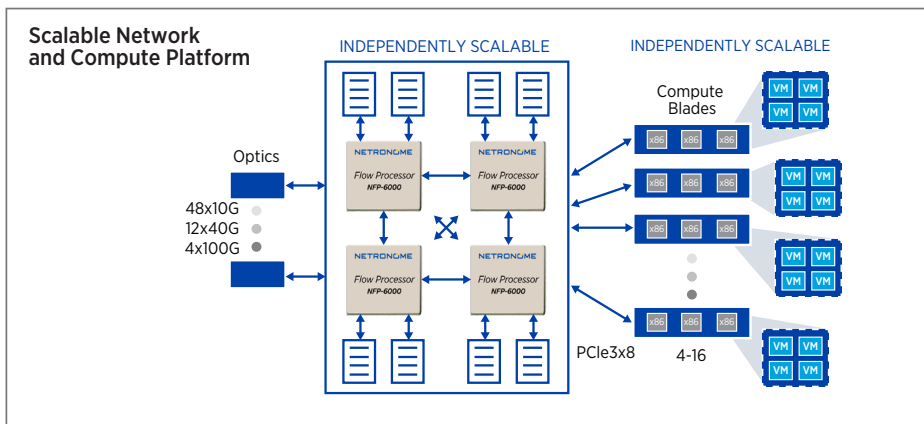 Scalable Network
and Compute Platform
INDEPENDENTLY SCALABLE
INDEPENDENTLY SCALABLE
Optics
48x10G
12x40G
4x100G
NETRONOME
Flow Processor
NFP-6000
NETRONOME
Flow Processor
NFP-6000
NETRONOME
Flow Processor
NFP-6000
NETRONOME
Flow Processor
NFP-6000
Compute
Blades
x86 x86 x86
x86 x86 x86
x86 x86 x86
x86 x86 x86
PCIe3x8
4-16
VM VM
VM VM
VM VM
VM VM
VM VM
VM VM
VM VM
VM VM